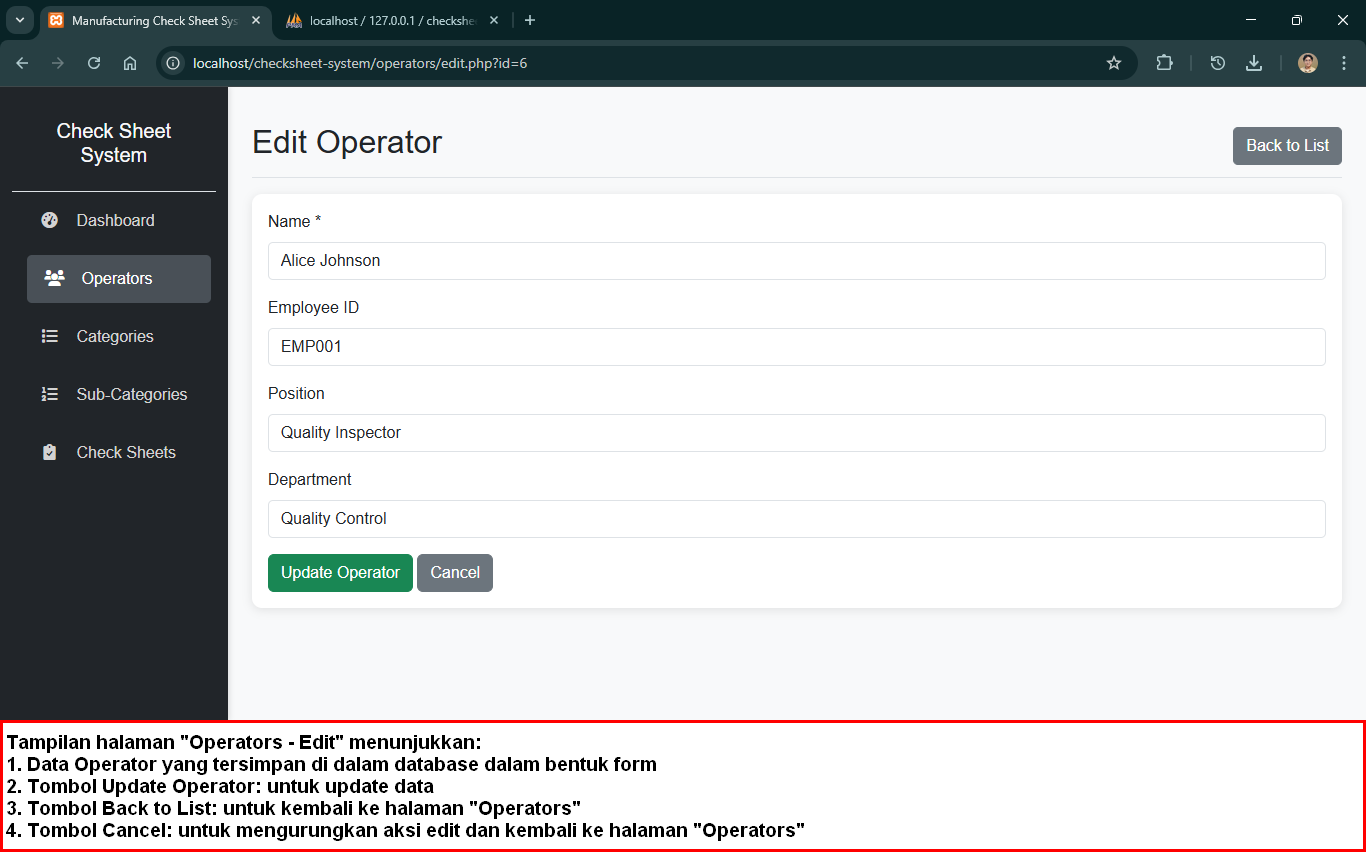 Manufacturing Check Sheet Sys
localhost / 127.0.0.1 / checkshe
localhost/checksheet-system/operators/edit.php?id=6
Check Sheet
System
Dashboard
Operators
Categories
Sub-Categories
Check Sheets
Edit Operator
Back to List
Name *
Alice Johnson
Employee ID
EMP001
Position
Quality Inspector
Department
Quality Control
Update Operator
Cancel
Tampilan halaman "Operators - Edit" menunjukkan:
1. Data Operator yang tersimpan di dalam database dalam bentuk form
2. Tombol Update Operator: untuk update data
3. Tombol Back to List: untuk kembali ke halaman "Operators"
4. Tombol Cancel: untuk mengurungkan aksi edit dan kembali ke halaman "Operators"